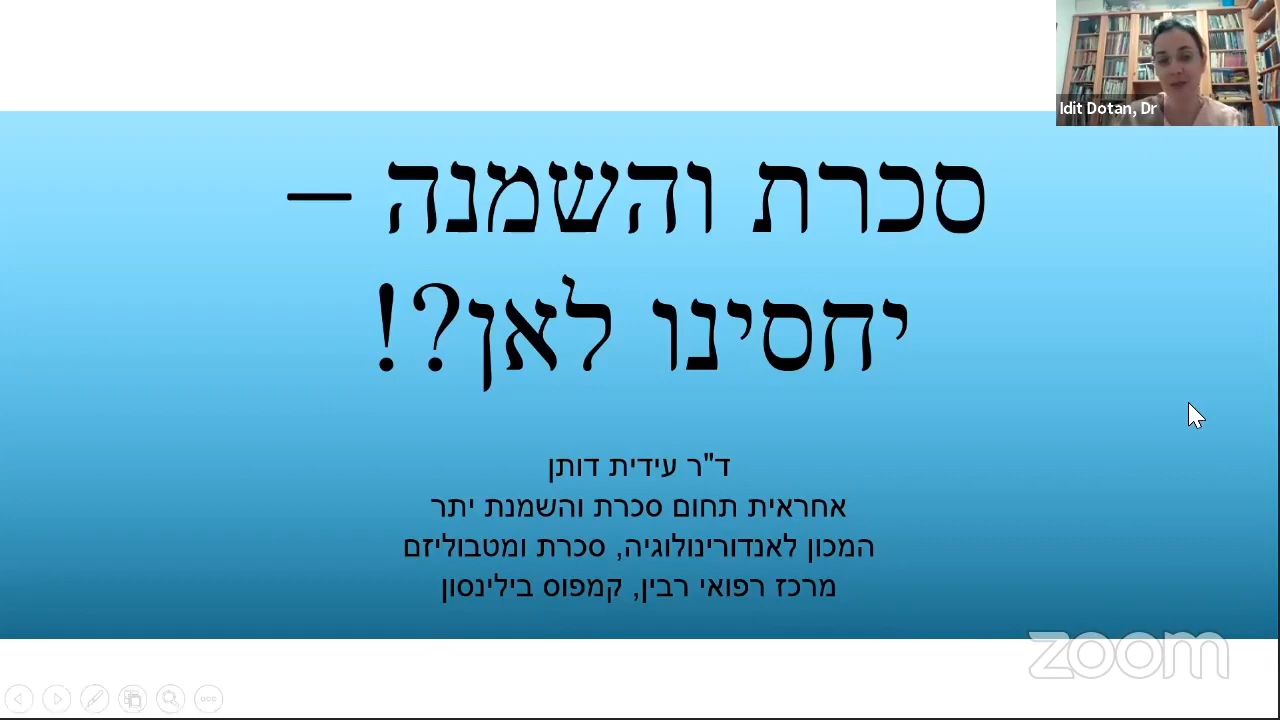 Idit Dotan, Dr
סכרת והשמנה –
יחסינו לאן?!
ד"ר עידית דותן
אחראית תחום סכרת והשמנת יתר
המכון לאנדורינולוגיה, סכרת ומטבוליזם
מרכז רפואי רבין, קמפוס בילינסון
zoom